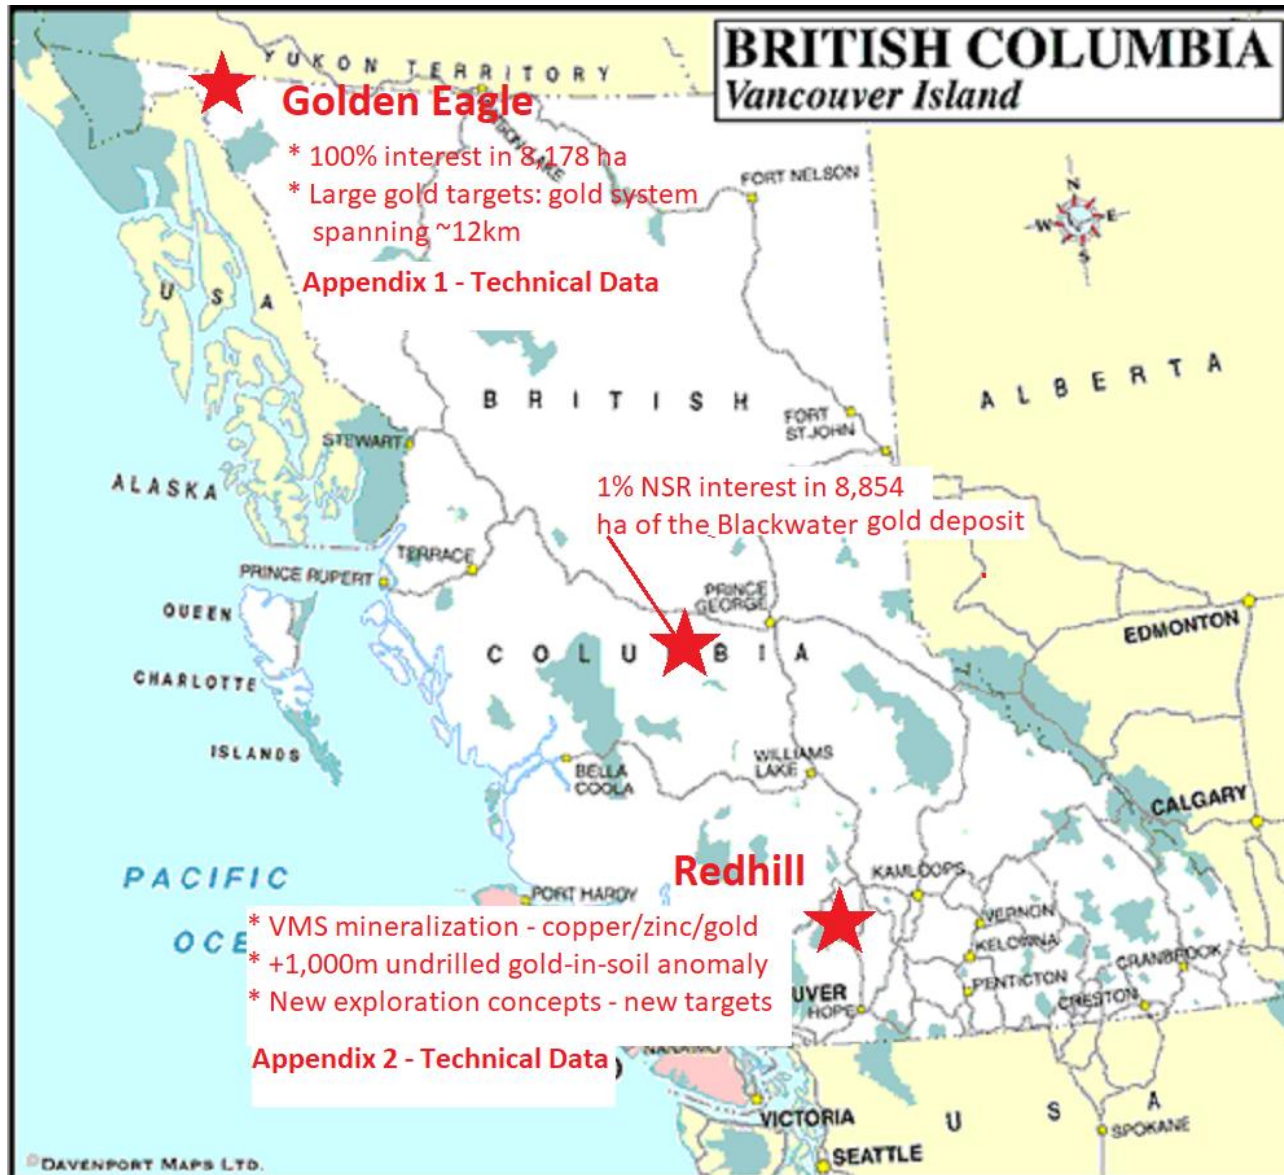 BRITISH COLUMBIA
Vancouver Island
YUKON TERRITORY
Golden Eagle
* 100% interest in 8,178 ha
* Large gold targets: gold system
spanning ~12km
Appendix 1 - Technical Data
LAKE
FORT NELSON
N
W E
S
U S A
BRITISH
ALBERTA
FORT
ST.JOHN
STEWART
ALASKA
1% NSR interest in 8,854
ha of the Blackwater gold deposit
TERRACE
PRINCE RUPERT
PRINCE
GEORGE
QUEEN
EDMONTON
COLU BIA
CHARLOTTE
ISLANDS
BELLA
COOLA
WILLIAMS
LAKE
CALGARY
PACIFIC
OCE
Redhill
KAMLOOPS
PORT HARDY
* VMS mineralization - copper/zinc/gold
* +1,000m undrilled gold-in-soil anomaly
* New exploration concepts - new targets
VERNON
KELOWNA
CRANBROOK
PENTICTON
UVER
HOPE
CRESTON
Appendix 2 - Technical Data
VICTORIA
U S A
SPOKANE
SEATTLE
©DAVENPORT MAPS LTD.